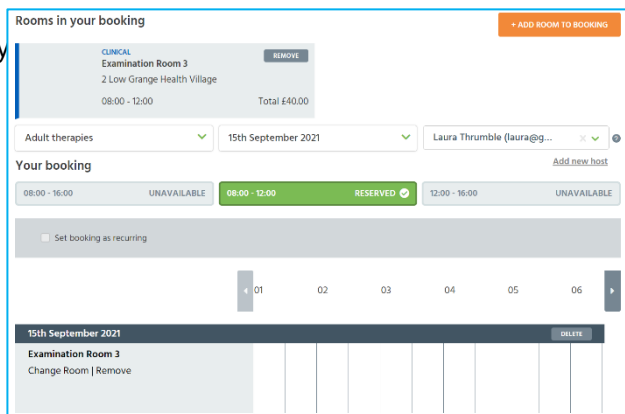 Rooms in your booking
+ ADD ROOM TO BOOKING
y
CLINICAL
REMOVE
Examination Room 3
2 Low Grange Health Village
08:00 - 12:00 Total £40.00
Adult therapies 15th September 2021 Laura Thrumble (laura@g...
Your booking
Add new host
08:00 - 16:00 UNAVAILABLE 08:00 - 12:00 RESERVED 12:00 - 16:00 UNAVAILABLE
Set booking as recurring
01 02 03 04 05 06
15th September 2021 DELETE
Examination Room 3
Change Room | Remove